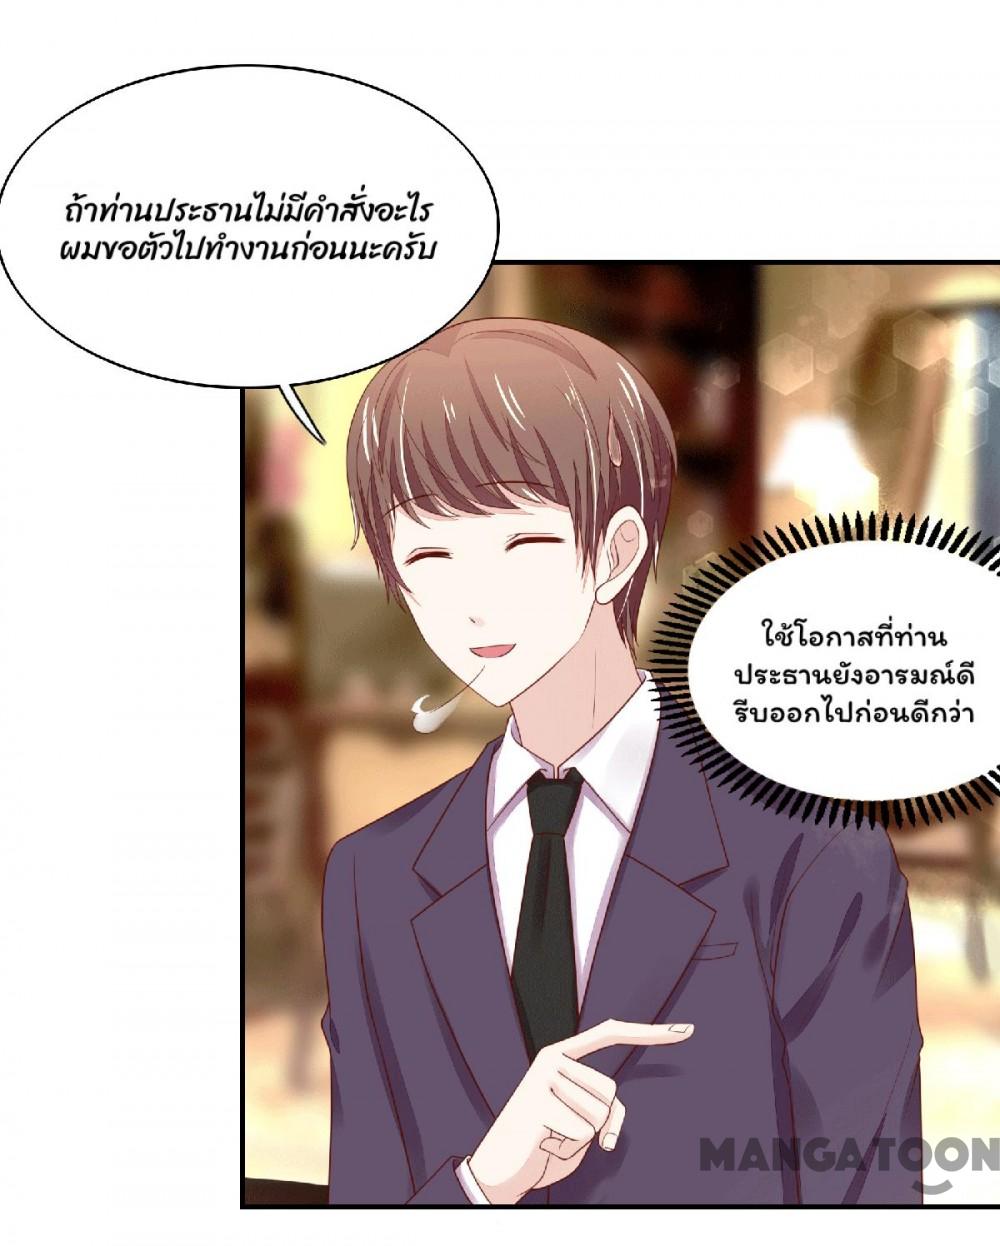 ถ้าท่านประธานไม่มีคำสั่งอะไร
ผมขอตัวไปทำงานก่อนนะครับ
ใช้โอกาสที่ท่าน
ประธานยังอารมณ์ดี
รีบออกไปก่อนดีกว่า
MANGATOON